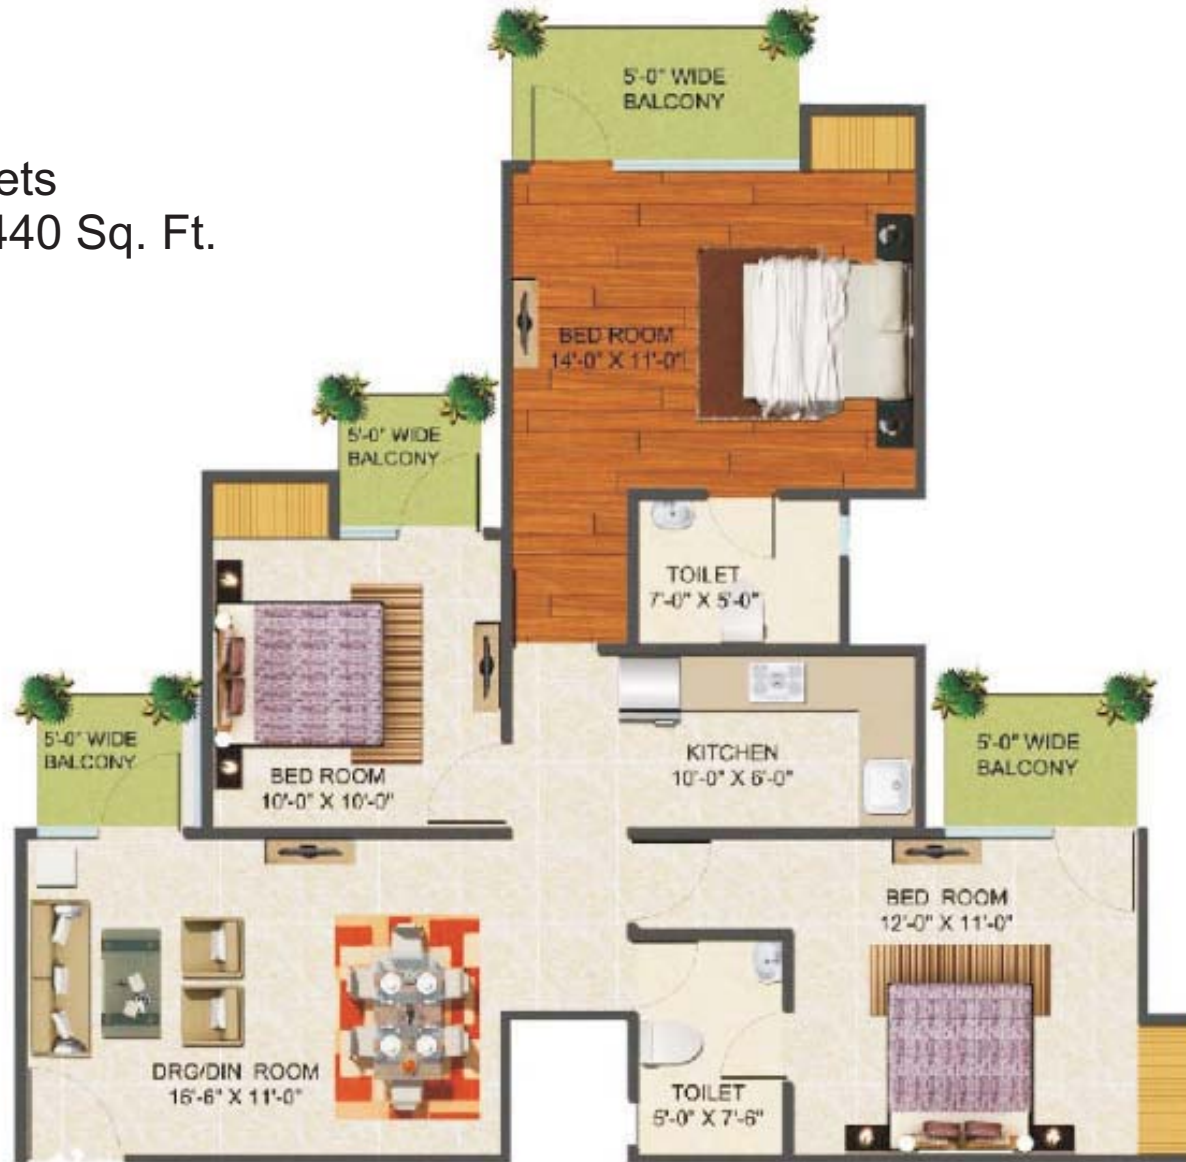 ets
440 Sq. Ft.
5'-0" WIDE
BALCONY
BED ROOM
14'-0" X 11'-0"
5'-0" WIDE
BALCONY
TOILET
7'-0" X 5'-0"
5'-0" WIDE
BALCONY
BED ROOM
10'-0" X 10'-0"
KITCHEN
10'-0" X 6'-0"
5'-0" WIDE
BALCONY
BED ROOM
12'-0" X 11'-0"
DRG/DIN ROOM
16'-6" X 11'-0"
TOILET
5'-0" X 7'-6"